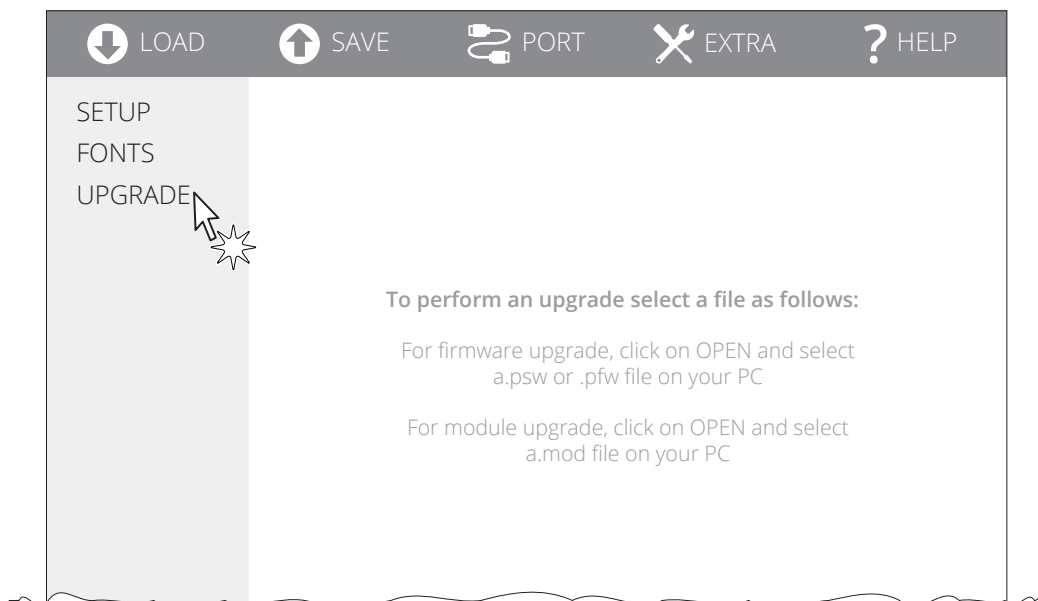 LOAD SAVE PORT EXTRA ? HELP
SETUP
FONTS
UPGRADE
To perform an upgrade select a file as follows:
For firmware upgrade, click on OPEN and select
a.psw or .pfw file on your PC
For module upgrade, click on OPEN and select
a.mod file on your PC